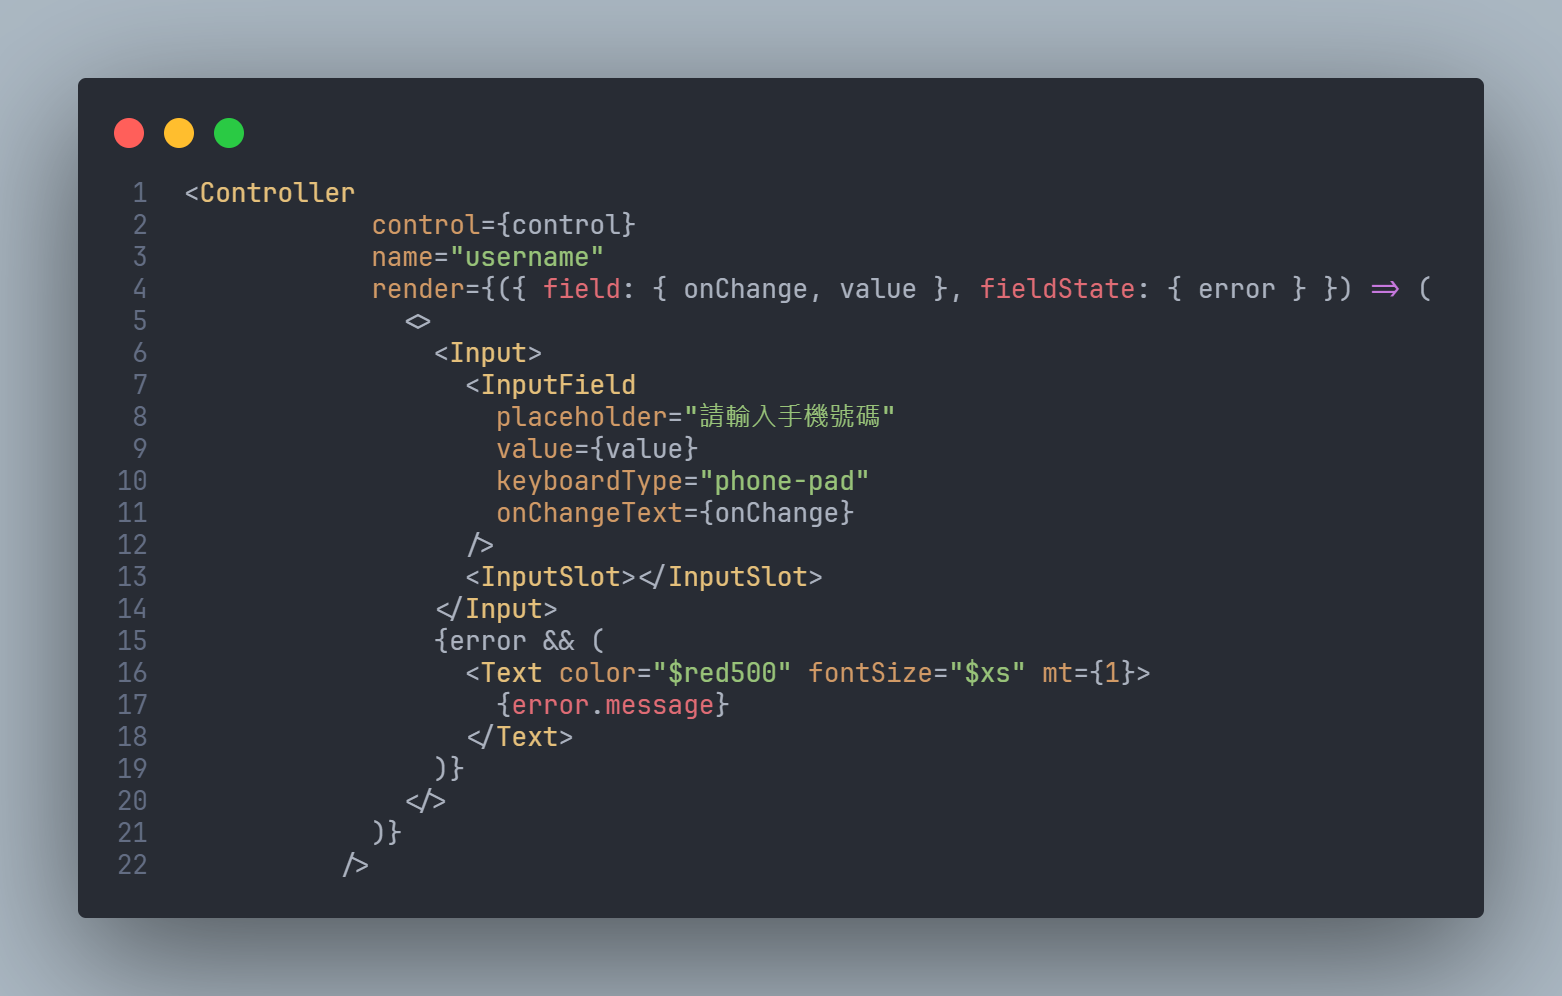 1 <Controller
2 control={control}
3 name="username"
4 render={({ field: { onChange, value }, fieldState: { error } }) => (
5 <>
6 <Input>
7 <InputField
8 placeholder="請輸入手機號碼"
9 value={value}
10 keyboardType="phone-pad"
11 onChangeText={onChange}
12 />
13 <InputSlot></InputSlot>
14 </Input>
15 {error && (
16 <Text color="$red500" fontSize="$xs" mt={1}>
17 {error.message}
18 </Text>
19 )}
20 </>
21 )}
22 />